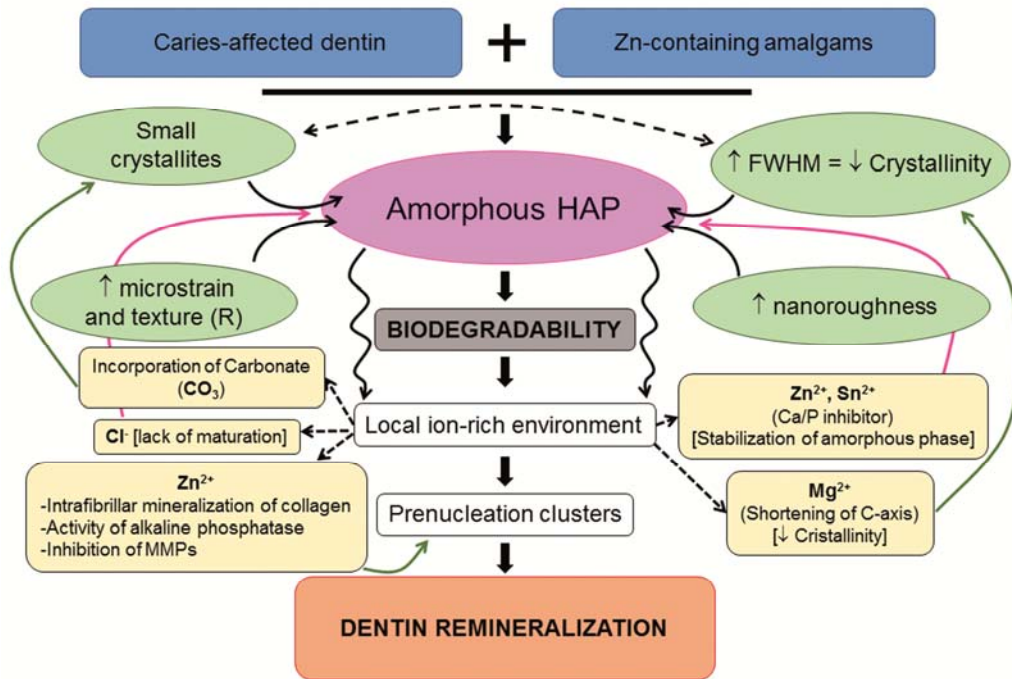 Caries-affected dentin
+
Zn-containing amalgams
Small
crystallites
↑ FWHM = ↓ Crystallinity
Amorphous HAP
↑ microstrain
and texture (R)
↑ nanoroughness
BIODEGRADABILITY
Incorporation of Carbonate
(CO₃)
Cl⁻ [lack of maturation]
Local ion-rich environment
Zn²⁺, Sn²⁺
(Ca/P inhibitor)
[Stabilization of amorphous phase]
Zn²⁺
-Intrafibrillar mineralization of collagen
-Activity of alkaline phosphatase
-Inhibition of MMPs
Prenucleation clusters
Mg²⁺
(Shortening of C-axis)
[↓ Cristallinity]
DENTIN REMINERALIZATION